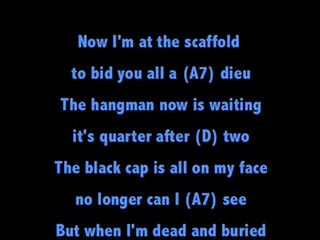 Now I'm at the scaffold
to bid you all a (A7) dieu
The hangman now is waiting
it's quarter after (D) two
The black cap is all on my face
no longer can I (A7) see
But when I'm dead and buried